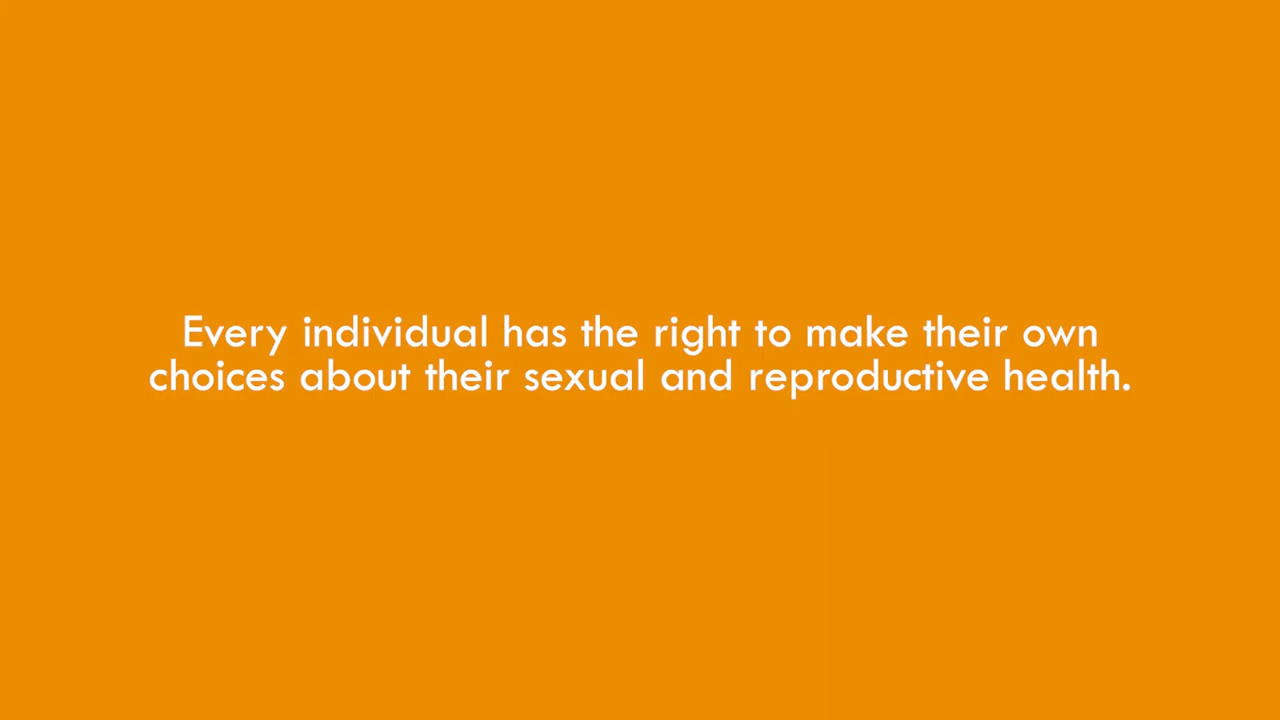 Every individual has the right to make their own
choices about their sexual and reproductive health.